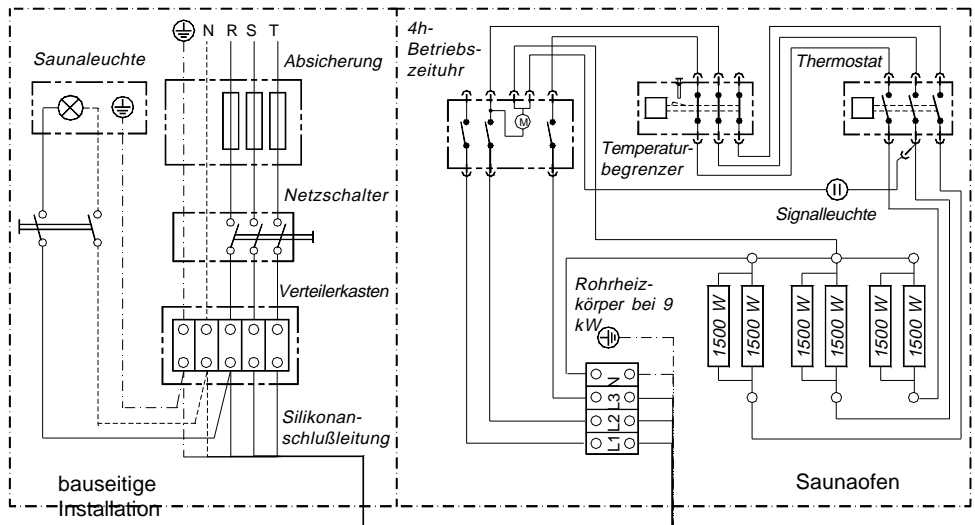 N R S T
Saunaleuchte
Absicherung
Netzschalter
Verteilerkasten
Silikonan-
schlußleitung
bauseitige
Installation
4h-
Betriebs-
zeituhr
M
Temperatur-
begrenzer
Thermostat
Signalleuchte
Rohrheiz-
körper bei 9
kW
1500 W
1500 W
1500 W
1500 W
1500 W
1500 W
N
L3
L2
L1
Saunaofen